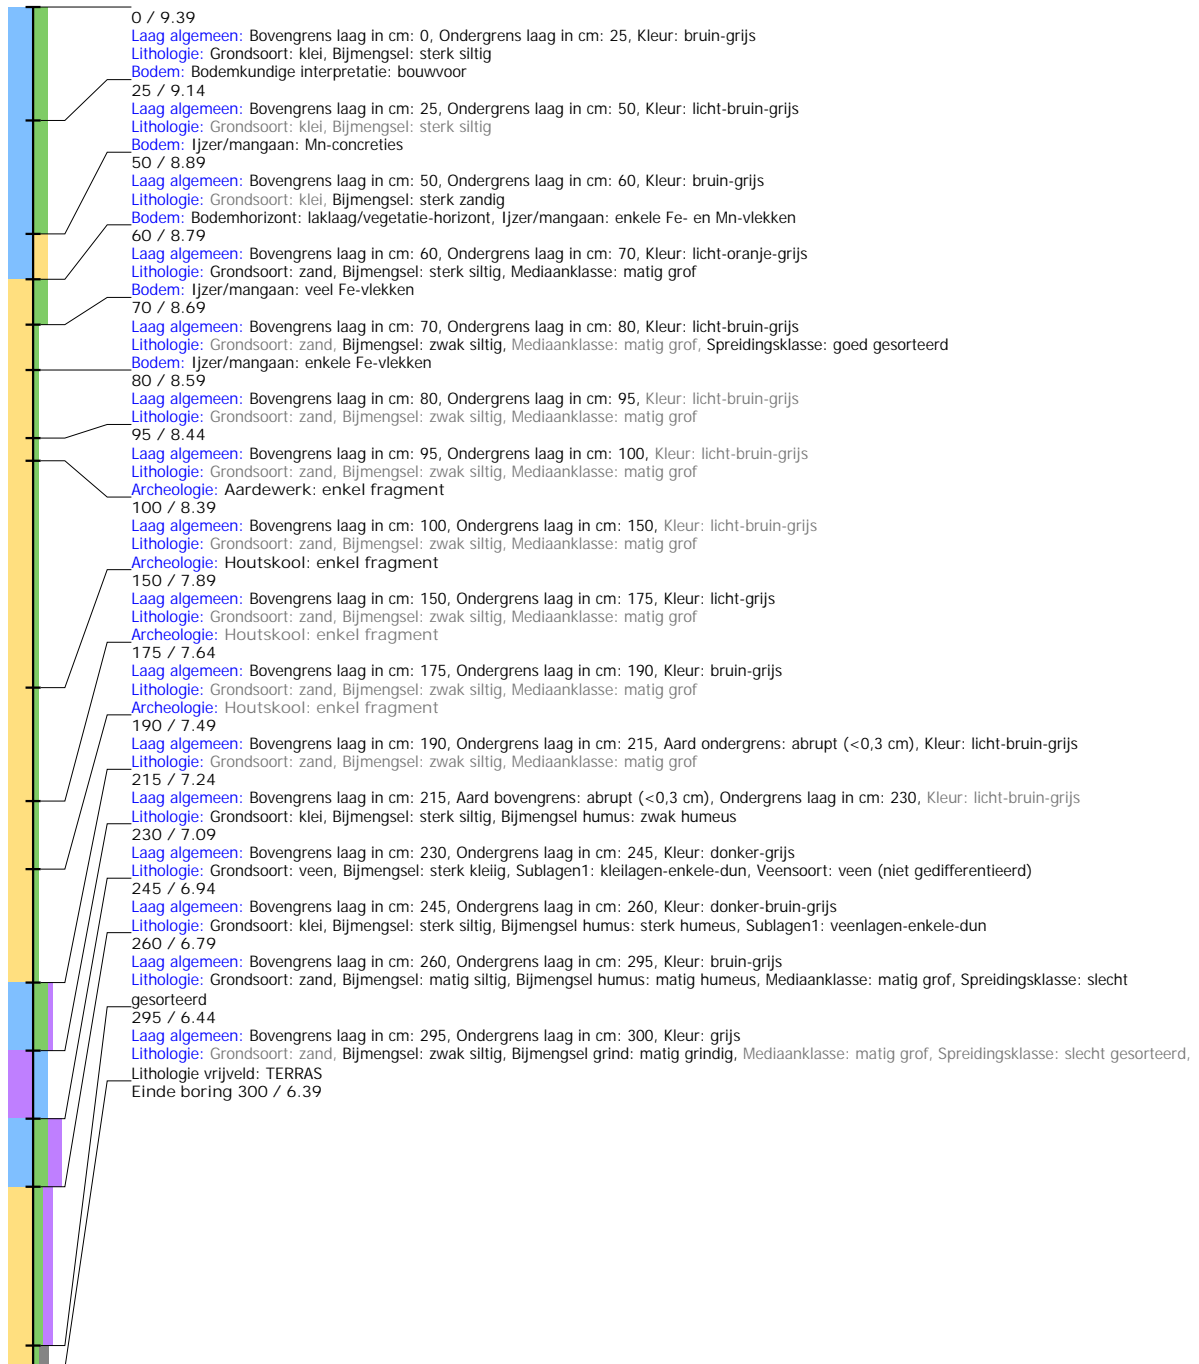 0 / 9.39
Laag algemeen: Bovengrens laag in cm: 0, Ondergrens laag in cm: 25, Kleur: bruin-grijs
Lithologie: Grondsoort: klei, Bijmengsel: sterk siltig
Bodem: Bodemkundige interpretatie: bouwvoor
25 / 9.14
Laag algemeen: Bovengrens laag in cm: 25, Ondergrens laag in cm: 50, Kleur: licht-bruin-grijs
Lithologie: Grondsoort: klei, Bijmengsel: sterk siltig
Bodem: Ijzer/mangaan: Mn-concreties
50 / 8.89
Laag algemeen: Bovengrens laag in cm: 50, Ondergrens laag in cm: 60, Kleur: bruin-grijs
Lithologie: Grondsoort: klei, Bijmengsel: sterk zandig
Bodem: Bodemhorizont: laklaag/vegetatie-horizont, Ijzer/mangaan: enkele Fe- en Mn-vlekken
60 / 8.79
Laag algemeen: Bovengrens laag in cm: 60, Ondergrens laag in cm: 70, Kleur: licht-oranje-grijs
Lithologie: Grondsoort: zand, Bijmengsel: sterk siltig, Mediaanklasse: matig grof
Bodem: Ijzer/mangaan: veel Fe-vlekken
70 / 8.69
Laag algemeen: Bovengrens laag in cm: 70, Ondergrens laag in cm: 80, Kleur: licht-bruin-grijs
Lithologie: Grondsoort: zand, Bijmengsel: zwak siltig, Mediaanklasse: matig grof, Spreidingsklasse: goed gesorteerd
Bodem: Ijzer/mangaan: enkele Fe-vlekken
80 / 8.59
Laag algemeen: Bovengrens laag in cm: 80, Ondergrens laag in cm: 95, Kleur: licht-bruin-grijs
Lithologie: Grondsoort: zand, Bijmengsel: zwak siltig, Mediaanklasse: matig grof
95 / 8.44
Laag algemeen: Bovengrens laag in cm: 95, Ondergrens laag in cm: 100, Kleur: licht-bruin-grijs
Lithologie: Grondsoort: zand, Bijmengsel: zwak siltig, Mediaanklasse: matig grof
Archeologie: Aardewerk: enkel fragment
100 / 8.39
Laag algemeen: Bovengrens laag in cm: 100, Ondergrens laag in cm: 150, Kleur: licht-bruin-grijs
Lithologie: Grondsoort: zand, Bijmengsel: zwak siltig, Mediaanklasse: matig grof
Archeologie: Houtskool: enkel fragment
150 / 7.89
Laag algemeen: Bovengrens laag in cm: 150, Ondergrens laag in cm: 175, Kleur: licht-grijs
Lithologie: Grondsoort: zand, Bijmengsel: zwak siltig, Mediaanklasse: matig grof
Archeologie: Houtskool: enkel fragment
175 / 7.64
Laag algemeen: Bovengrens laag in cm: 175, Ondergrens laag in cm: 190, Kleur: bruin-grijs
Lithologie: Grondsoort: zand, Bijmengsel: zwak siltig, Mediaanklasse: matig grof
Archeologie: Houtskool: enkel fragment
190 / 7.49
Laag algemeen: Bovengrens laag in cm: 190, Ondergrens laag in cm: 215, Aard ondergrens: abrupt (<0,3 cm), Kleur: licht-bruin-grijs
Lithologie: Grondsoort: zand, Bijmengsel: zwak siltig, Mediaanklasse: matig grof
215 / 7.24
Laag algemeen: Bovengrens laag in cm: 215, Aard bovengrens: abrupt (<0,3 cm), Ondergrens laag in cm: 230, Kleur: licht-bruin-grijs
Lithologie: Grondsoort: klei, Bijmengsel: sterk siltig, Bijmengsel humus: zwak humeus
230 / 7.09
Laag algemeen: Bovengrens laag in cm: 230, Ondergrens laag in cm: 245, Kleur: donker-grijs
Lithologie: Grondsoort: veen, Bijmengsel: sterk kleiig, Sublagen1: kleilagen-enkele-dun, Veensoort: veen (niet gedifferentieerd)
245 / 6.94
Laag algemeen: Bovengrens laag in cm: 245, Ondergrens laag in cm: 260, Kleur: donker-bruin-grijs
Lithologie: Grondsoort: klei, Bijmengsel: sterk siltig, Bijmengsel humus: sterk humeus, Sublagen1: veenlagen-enkele-dun
260 / 6.79
Laag algemeen: Bovengrens laag in cm: 260, Ondergrens laag in cm: 295, Kleur: bruin-grijs
Lithologie: Grondsoort: zand, Bijmengsel: matig siltig, Bijmengsel humus: matig humeus, Mediaanklasse: matig grof, Spreidingsklasse: slecht
gesorteerd
295 / 6.44
Laag algemeen: Bovengrens laag in cm: 295, Ondergrens laag in cm: 300, Kleur: grijs
Lithologie: Grondsoort: zand, Bijmengsel: zwak siltig, Bijmengsel grind: matig grindig, Mediaanklasse: matig grof, Spreidingsklasse: slecht gesorteerd,
Lithologie vrijveld: TERRAS
Einde boring 300 / 6.39